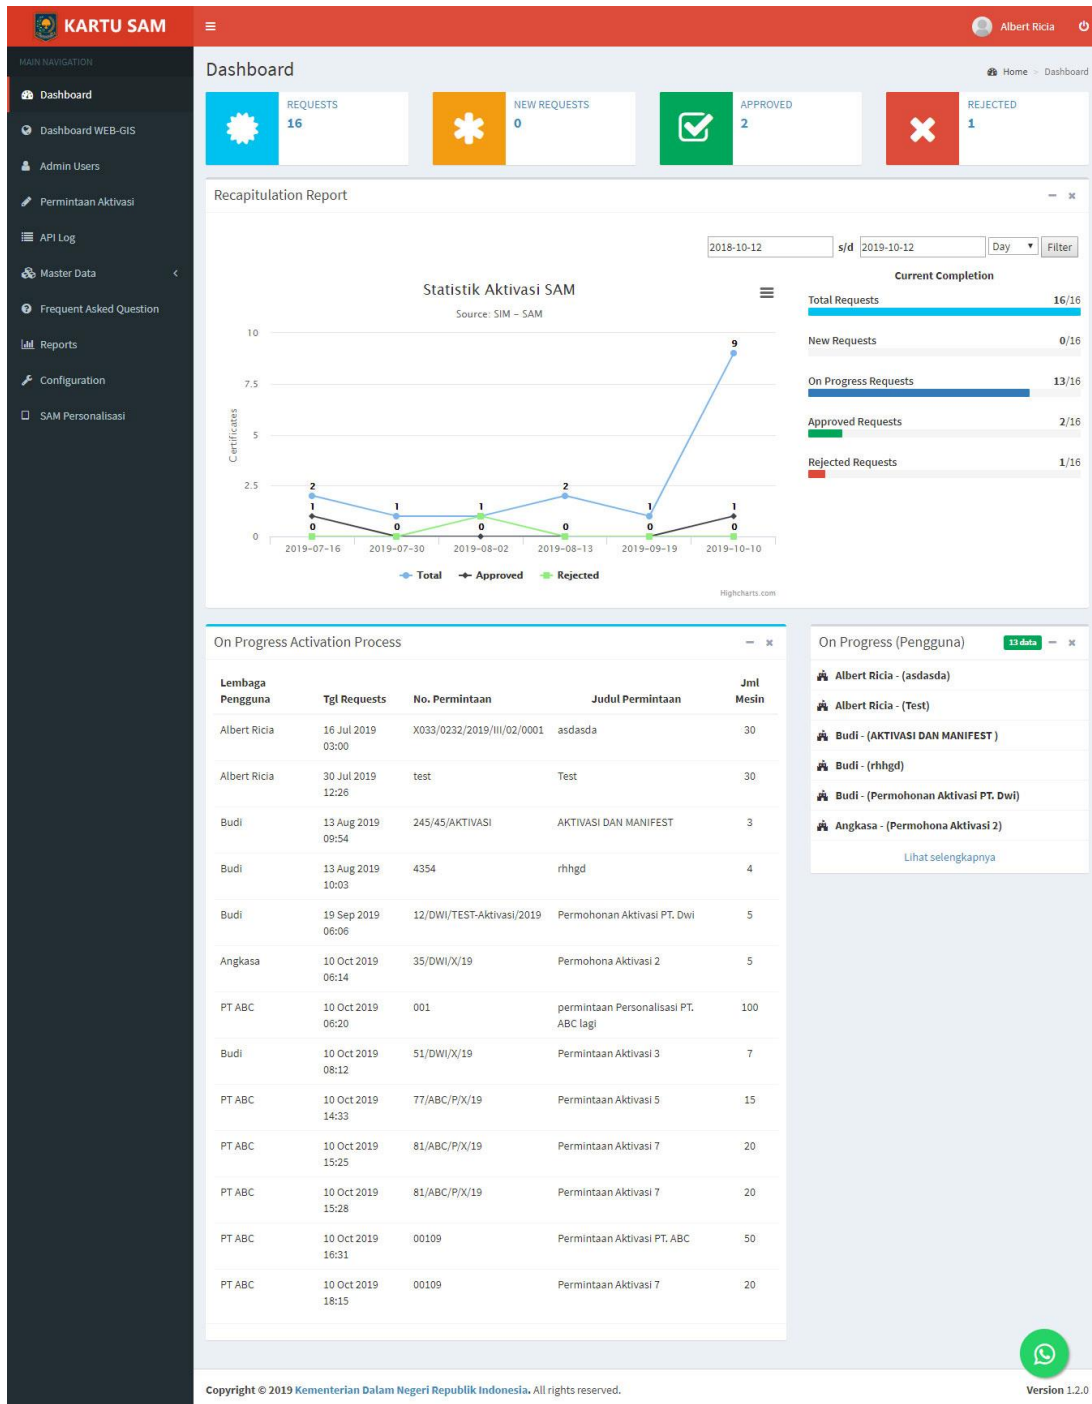 KARTU SAM
Albert Ricia
MAIN NAVIGATION
Dashboard
Dashboard WEB-GIS
Admin Users
Permintaan Aktivasi
API Log
Master Data
Frequent Asked Question
Reports
Configuration
SAM Personalisasi
Dashboard
Home > Dashboard
REQUESTS
16
NEW REQUESTS
0
APPROVED
2
REJECTED
1
Recapitulation Report
2018-10-12 s/d 2019-10-12 Day Filter
Statistik Aktivasi SAM
Source: SIM - SAM
Certificates
10
7.5
5
2.5
0
9
2 1 1 2 1 1
1 0 0 0 0 0
0
2019-07-16 2019-07-30 2019-08-02 2019-08-13 2019-09-19 2019-10-10
Total Approved Rejected
Highcharts.com
Current Completion
Total Requests 16/16
New Requests 0/16
On Progress Requests 13/16
Approved Requests 2/16
Rejected Requests 1/16
On Progress Activation Process
Lembaga Jml
Pengguna Tgl Requests No. Permintaan Judul Permintaan Mesin
Albert Ricia 16 Jul 2019 X033/0232/2019/III/02/0001 asdasda 30
03:00
Albert Ricia 30 Jul 2019 test Test 30
12:26
Budi 13 Aug 2019 245/45/AKTIVASI AKTIVASI DAN MANIFEST 3
09:54
Budi 13 Aug 2019 4354 rhhgd 4
10:03
Budi 19 Sep 2019 12/DWI/TEST-Aktivasi/2019 Permohonan Aktivasi PT. Dwi 5
06:06
Angkasa 10 Oct 2019 35/DWI/X/19 Permohona Aktivasi 2 5
06:14
PT ABC 10 Oct 2019 001 permintaan Personalisasi PT. 100
06:20 ABC lagi
Budi 10 Oct 2019 51/DWI/X/19 Permintaan Aktivasi 3 7
08:12
PT ABC 10 Oct 2019 77/ABC/P/X/19 Permintaan Aktivasi 5 15
14:33
PT ABC 10 Oct 2019 81/ABC/P/X/19 Permintaan Aktivasi 7 20
15:25
PT ABC 10 Oct 2019 81/ABC/P/X/19 Permintaan Aktivasi 7 20
15:28
PT ABC 10 Oct 2019 00109 Permintaan Aktivasi PT. ABC 50
16:31
PT ABC 10 Oct 2019 00109 Permintaan Aktivasi 7 20
18:15
On Progress (Pengguna) 13 data
Albert Ricia - (asdasda)
Albert Ricia - (Test)
Budi - (AKTIVASI DAN MANIFEST )
Budi - (rhhgd)
Budi - (Permohonan Aktivasi PT. Dwi)
Angkasa - (Permohona Aktivasi 2)
Lihat selengkapnya
Copyright © 2019 Kementerian Dalam Negeri Republik Indonesia. All rights reserved.
Version 1.2.0